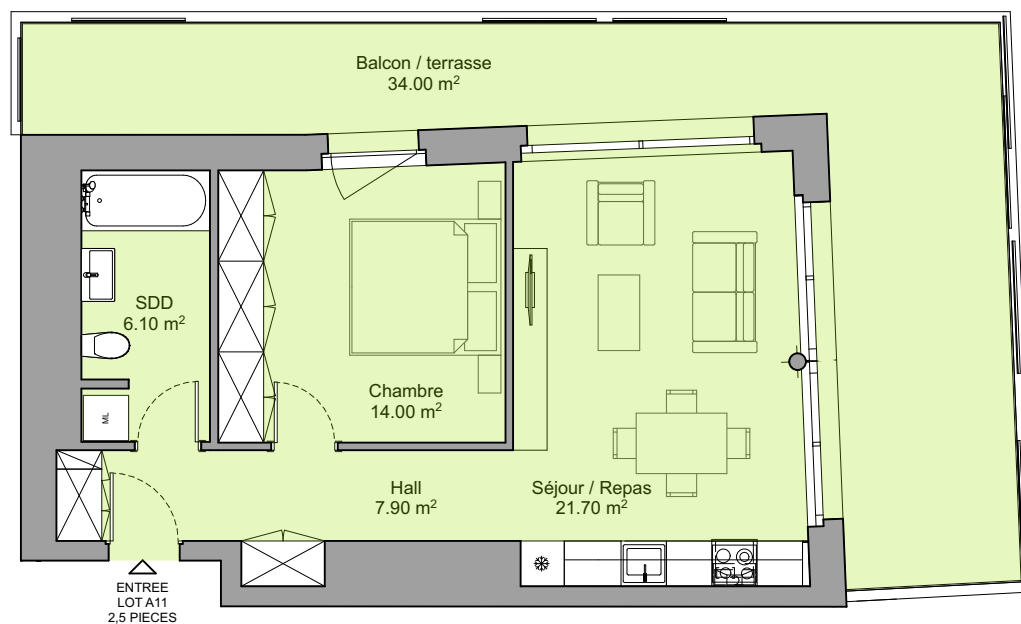 Balcon / terrasse
34.00 m²
SDD
6.10 m²
Chambre
14.00 m²
ML
Hall
7.90 m²
Séjour / Repas
21.70 m²
ENTREE
LOT A11
2,5 PIECES